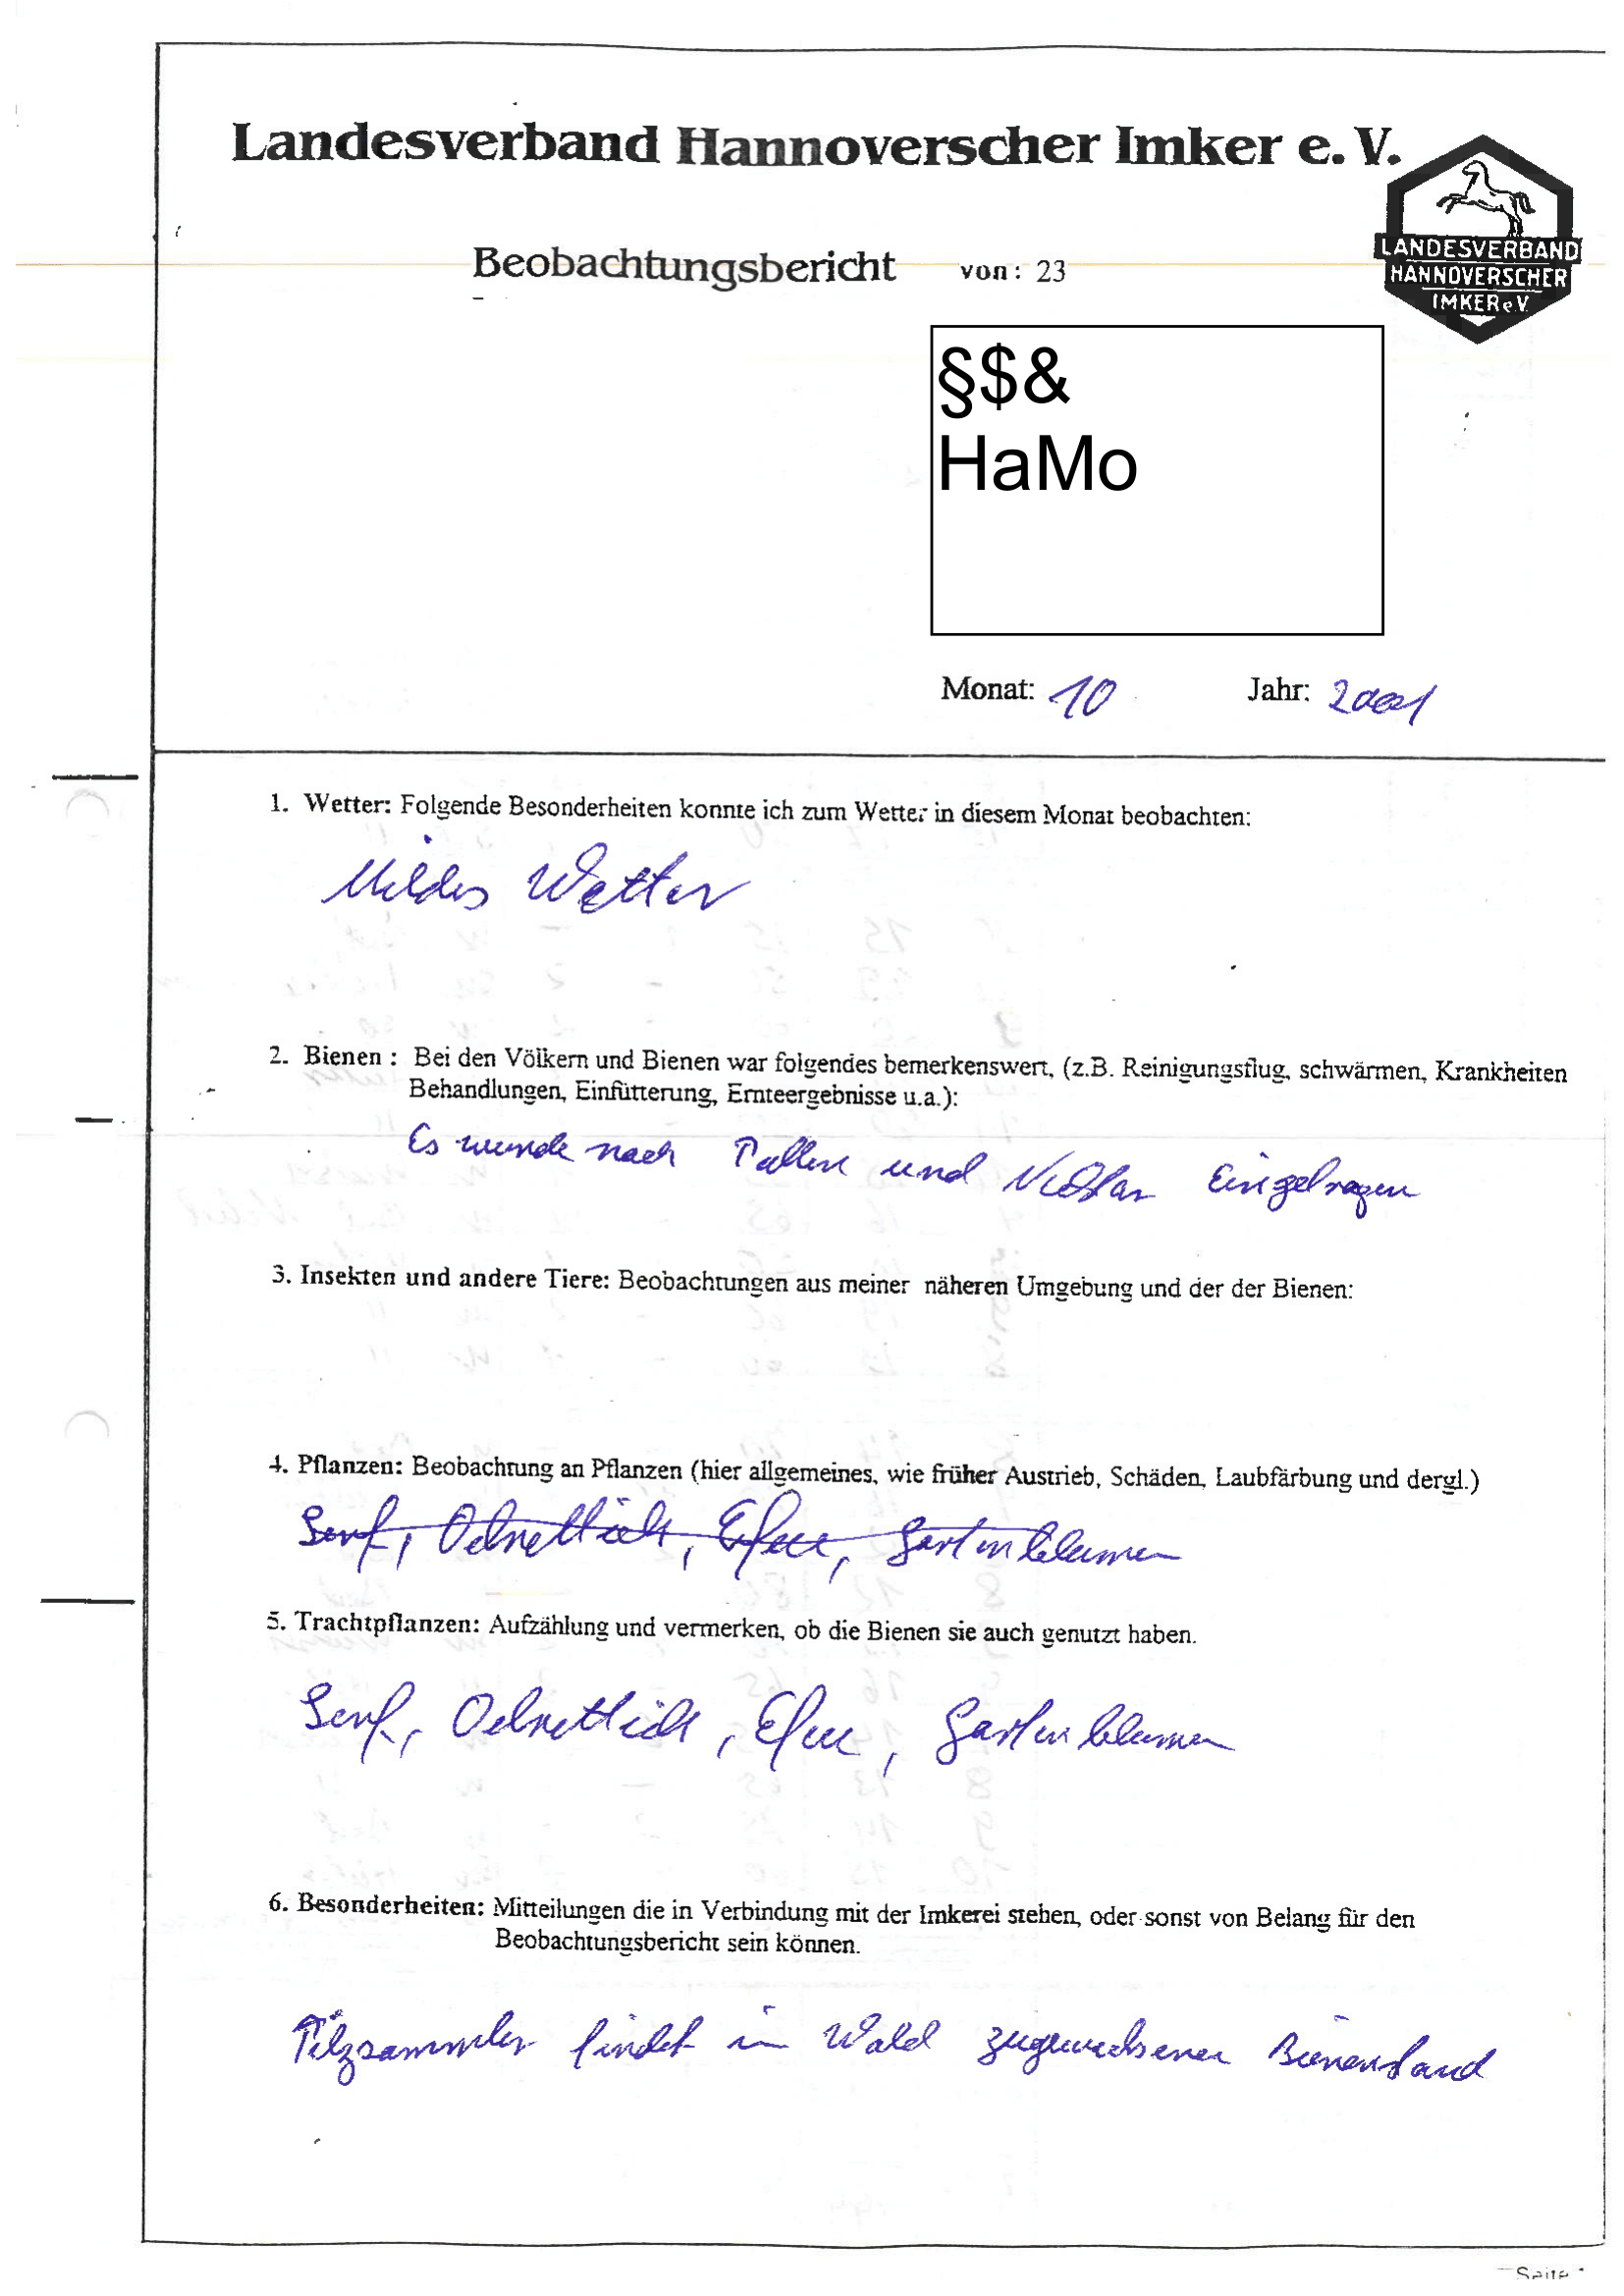 Landesverband Hannoverscher Imker e. V.
LANDESVERBAND
HANNOVERSCHER
IMKER e.V.
Beobachtungsbericht von: 23
§$&
HaMo
Monat: 10 Jahr: 2001
1. Wetter: Folgende Besonderheiten konnte ich zum Wetter in diesem Monat beobachten:
Mildes Wetter
2. Bienen : Bei den Völkern und Bienen war folgendes bemerkenswert, (z.B. Reinigungsflug, schwärmen, Krankheiten
Behandlungen, Einfütterung, Ernteergebnisse u.a.):
Es wurde noch Pollen und Nektar Eingetragen
3. Insekten und andere Tiere: Beobachtungen aus meiner näheren Umgebung und der der Bienen:
4. Pflanzen: Beobachtung an Pflanzen (hier allgemeines, wie früher Austrieb, Schäden, Laubfärbung und dergl.)
Senf, Oelrettich, Efeu, Gartenblumen
5. Trachtpflanzen: Aufzählung und vermerken, ob die Bienen sie auch genutzt haben.
Senf, Oelrettich, Efeu, Gartenblumen
6. Besonderheiten: Mitteilungen die in Verbindung mit der Imkerei stehen, oder sonst von Belang für den
Beobachtungsbericht sein können.
Pilzsammler findet im Wald zugewachsenen Bienenstand
Seite